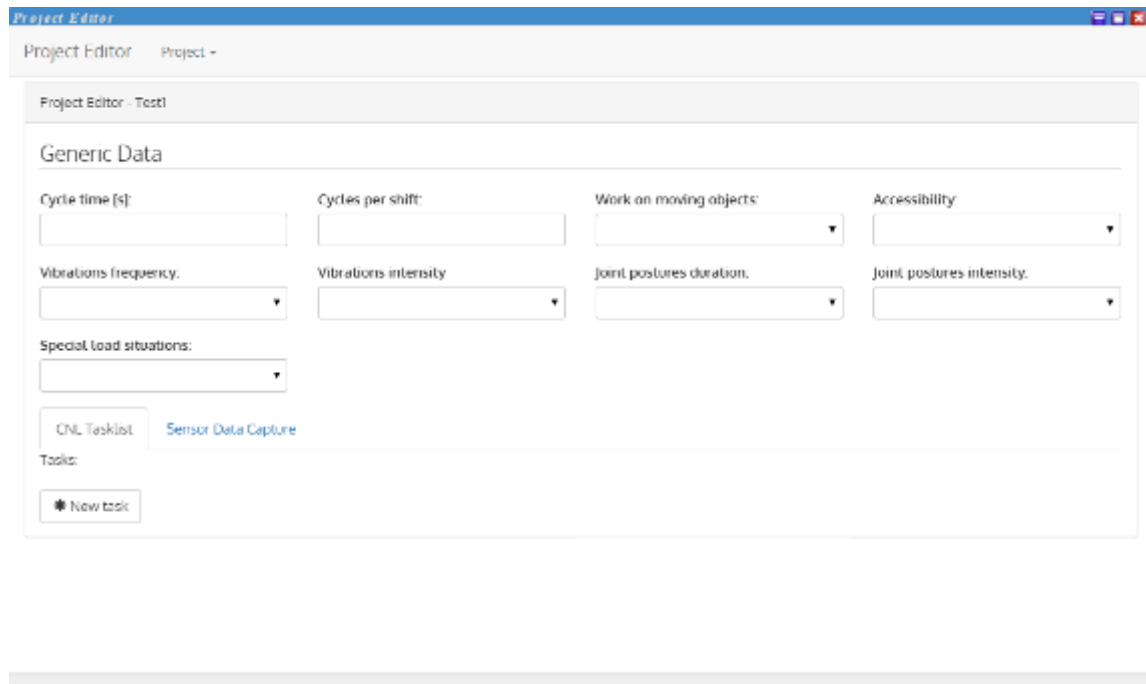 Project Editor
Project Editor Project
Project Editor - Test1
Generic Data
Cycle time [s]: Cycles per shift: Work on moving objects: Accessibility:
Vibrations frequency: Vibrations intensity Joint postures duration: Joint postures intensity:
Special load situations:
CNL Tasklist Sensor Data Capture
Tasks:
New task